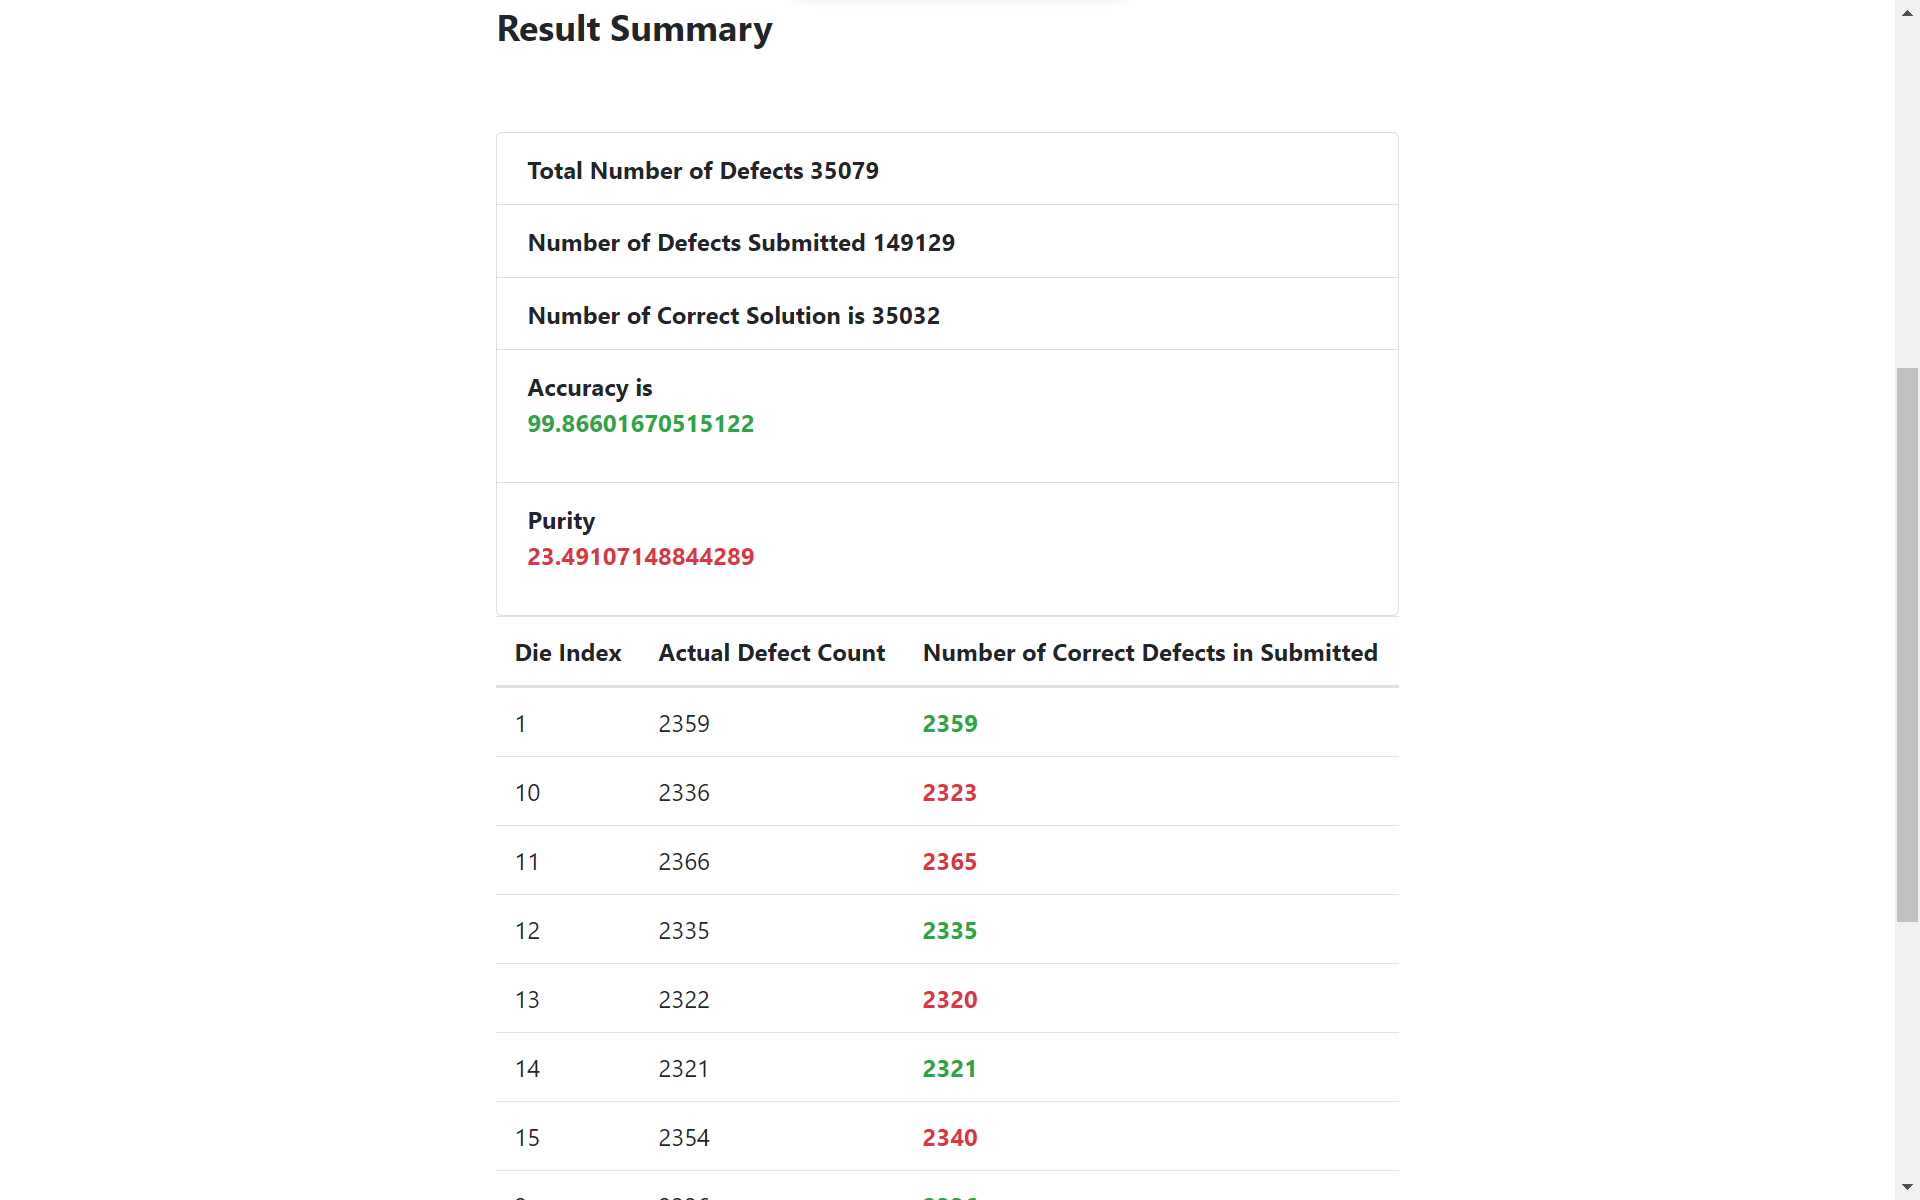 Result Summary
Total Number of Defects 35079
Number of Defects Submitted 149129
Number of Correct Solution is 35032
Accuracy is
99.86601670515122
Purity
23.49107148844289
Die Index Actual Defect Count Number of Correct Defects in Submitted
1 2359 2359
10 2336 2323
11 2366 2365
12 2335 2335
13 2322 2320
14 2321 2321
15 2354 2340